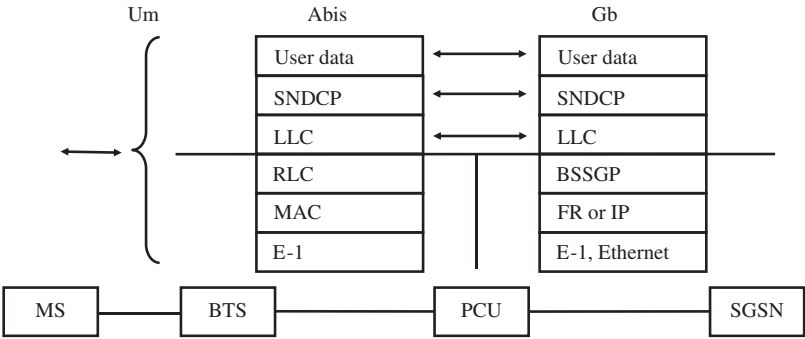 Um Abis Gb
User data User data
SNDCP SNDCP
LLC LLC
RLC BSSGP
MAC FR or IP
E-1 E-1, Ethernet
MS BTS PCU SGSN